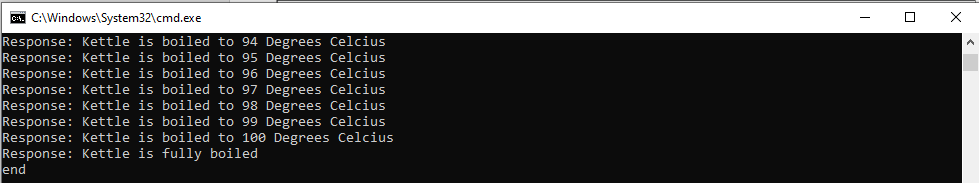 C:\Windows\System32\cmd.exe
Response: Kettle is boiled to 94 Degrees Celcius
Response: Kettle is boiled to 95 Degrees Celcius
Response: Kettle is boiled to 96 Degrees Celcius
Response: Kettle is boiled to 97 Degrees Celcius
Response: Kettle is boiled to 98 Degrees Celcius
Response: Kettle is boiled to 99 Degrees Celcius
Response: Kettle is boiled to 100 Degrees Celcius
Response: Kettle is fully boiled
end